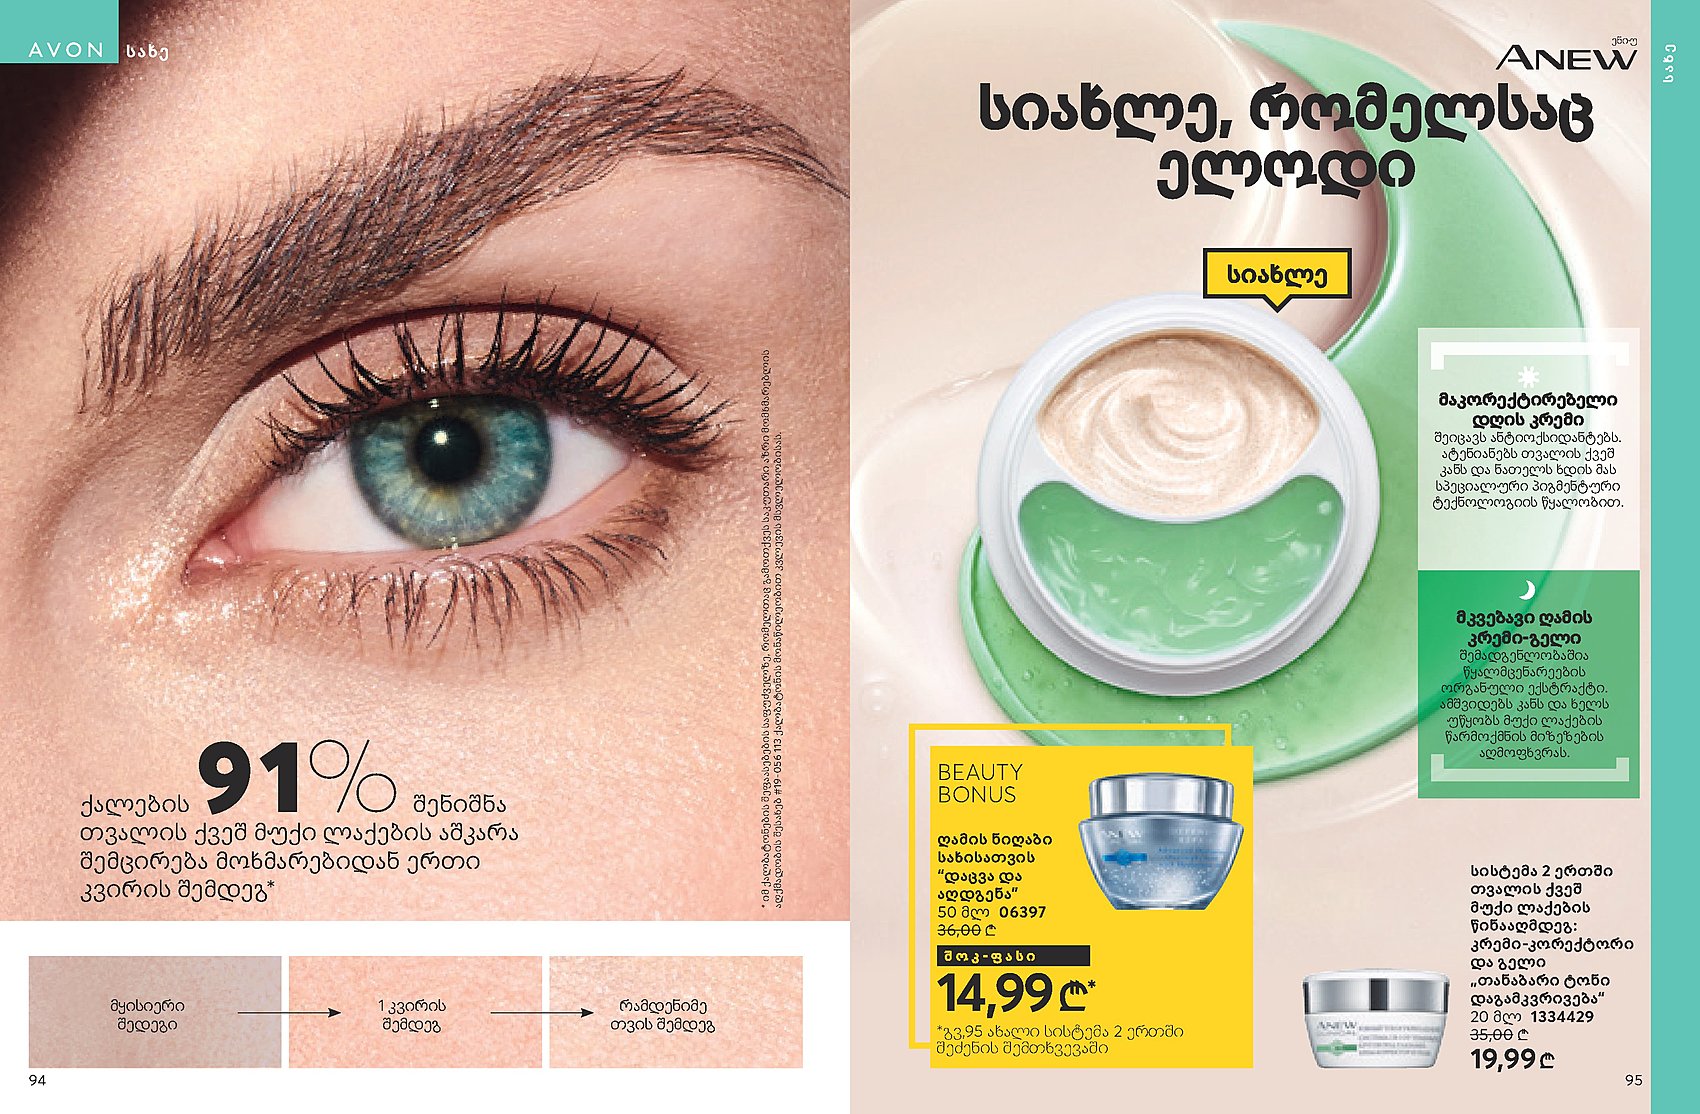 AVON
სახე
ქალების 91% შენიშნა
თვალის ქვეშ მუქი ლაქების აშკარა
შემცირება მოხმარებიდან ერთი
კვირის შემდეგ*
მყისიერი
შედეგი
1 კვირის
შემდეგ
რამდენიმე
თვის შემდეგ
94
ენიუ
ANEW
სახე
სიახლე, რომელსაც
ელოდი
სიახლე
მაკორექტირებელი
დღის კრემი
შეიცავს ანტიოქსიდანტებს.
ატენიანებს თვალის ქვეშ
კანს და ნათელს ხდის მას
სპეციალური პიგმენტური
ტექნოლოგიის წყალობით.
მკვებავი ღამის
კრემი-გელი
შემადგენლობაშია
წყალმცენარეების
ორგანული ექსტრაქტი.
ამშვიდებს კანს და ხელს
უწყობს მუქი ლაქების
წარმოქმნის მიზეზების
აღმოფხვრას.
BEAUTY
BONUS
ღამის ნიღაბი
სახისათვის
“დაცვა და
აღდგენა”
50 მლ 06397
36,00 ₾
შოკ-ფასი
14,99 ₾*
*გვ.95 ახალი სისტემა 2 ერთში
შეძენის შემთხვევაში
სისტემა 2 ერთში
თვალის ქვეშ
მუქი ლაქების
წინააღმდეგ:
კრემი-კორექტორი
და გელი
„თანაბარი ტონი
დაგამკვრივება“
20 მლ 1334429
35,00 ₾
19,99 ₾
ANEW
95